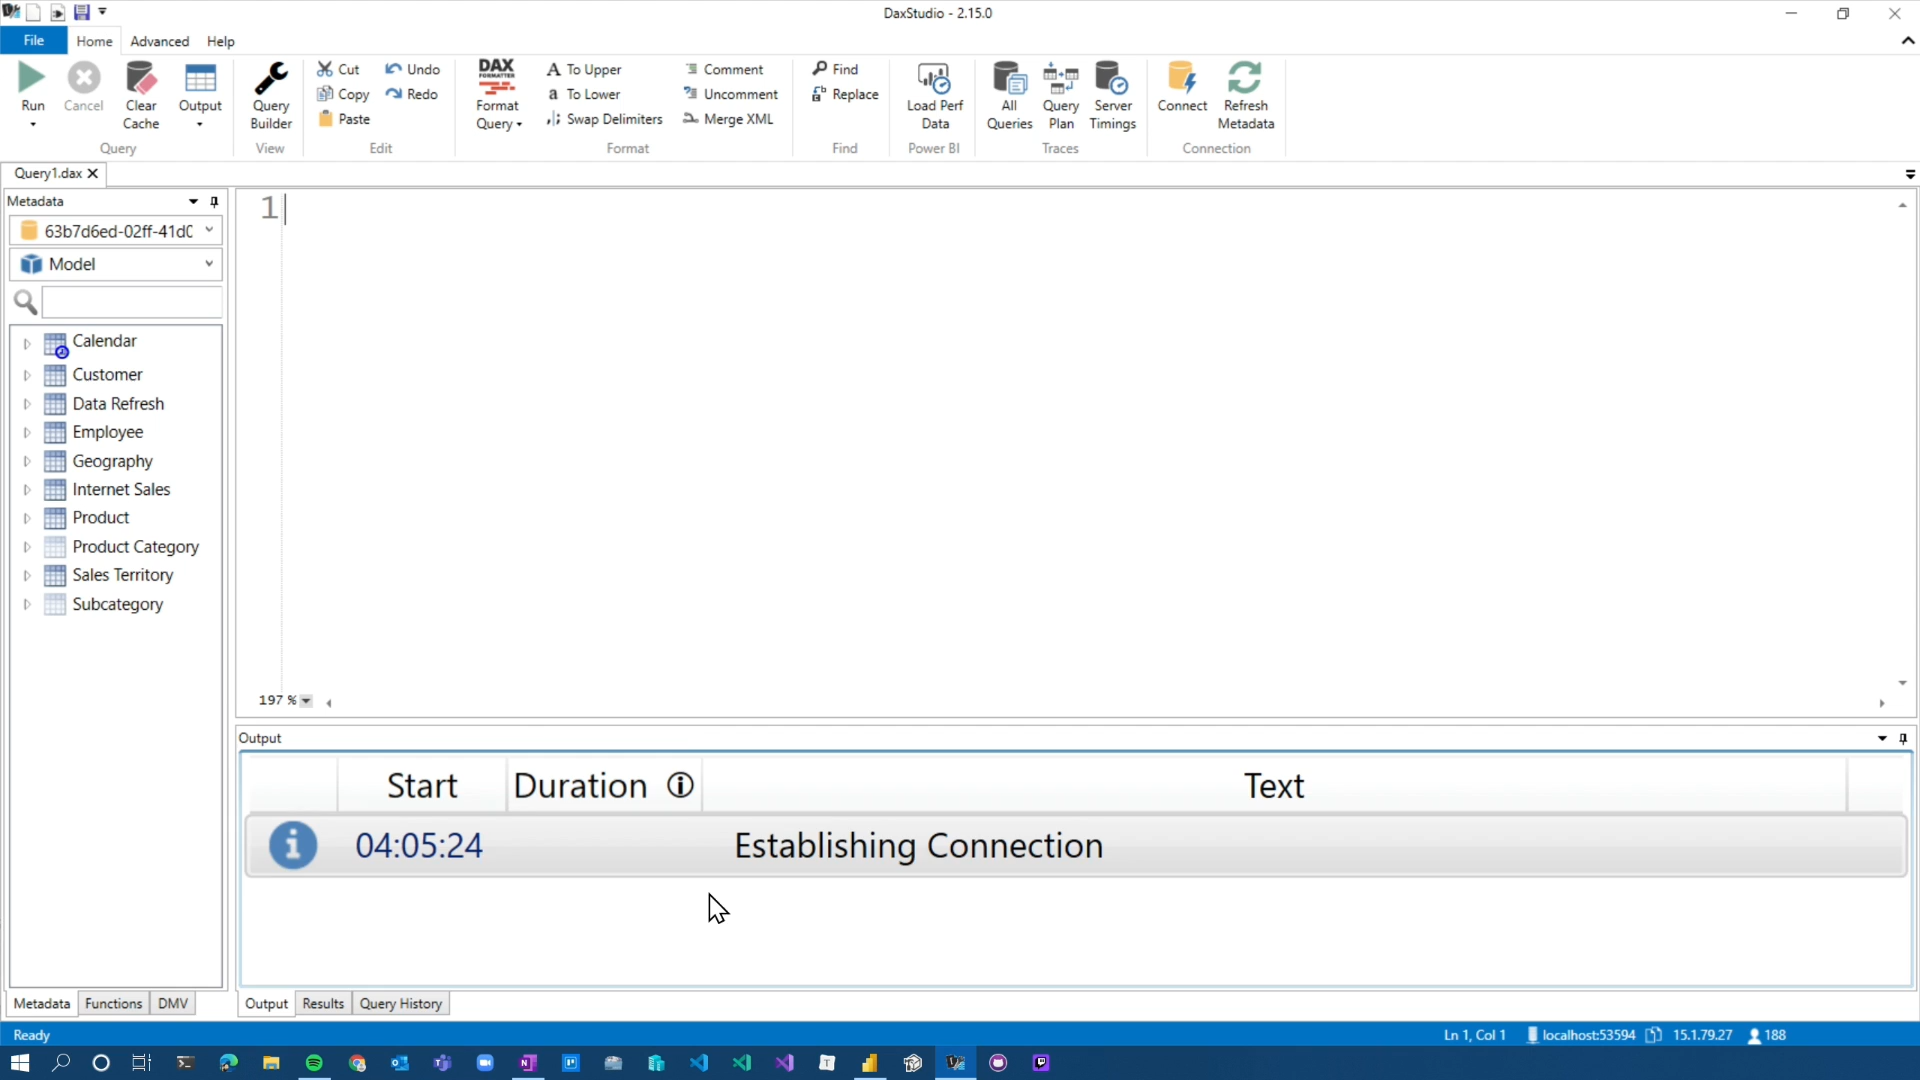 DaxStudio - 2.15.0
File Home Advanced Help
Run
Cancel
Clear Cache
Output
Query
Query Builder
View
Cut
Copy
Paste
Undo
Redo
Edit
DAX
FORMATTER
Format Query
To Upper
To Lower
Swap Delimiters
Comment
Uncomment
Merge XML
Format
Find
Replace
Find
Load Perf Data
Power BI
All Queries
Query Plan
Server Timings
Traces
Connect
Refresh Metadata
Connection
Query1.dax
Metadata
63b7d6ed-02ff-41d0
Model
Calendar
Customer
Data Refresh
Employee
Geography
Internet Sales
Product
Product Category
Sales Territory
Subcategory
1
197 %
Output
Start Duration Text
04:05:24 Establishing Connection
Metadata Functions DMV
Output Results Query History
Ready
Ln 1, Col 1 localhost:53594 15.1.79.27 188